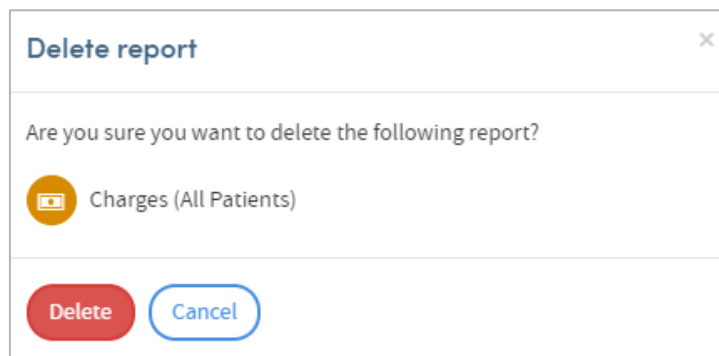 Delete report
×
Are you sure you want to delete the following report?
Charges (All Patients)
Delete
Cancel